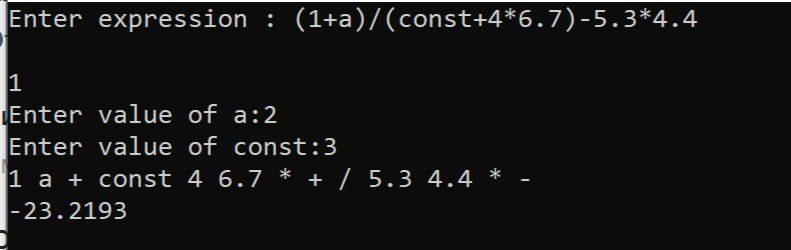 Enter expression : (1+a)/(const+4*6.7)-5.3*4.4
1
Enter value of a:2
Enter value of const:3
1 a + const 4 6.7 * + / 5.3 4.4 * -
-23.2193